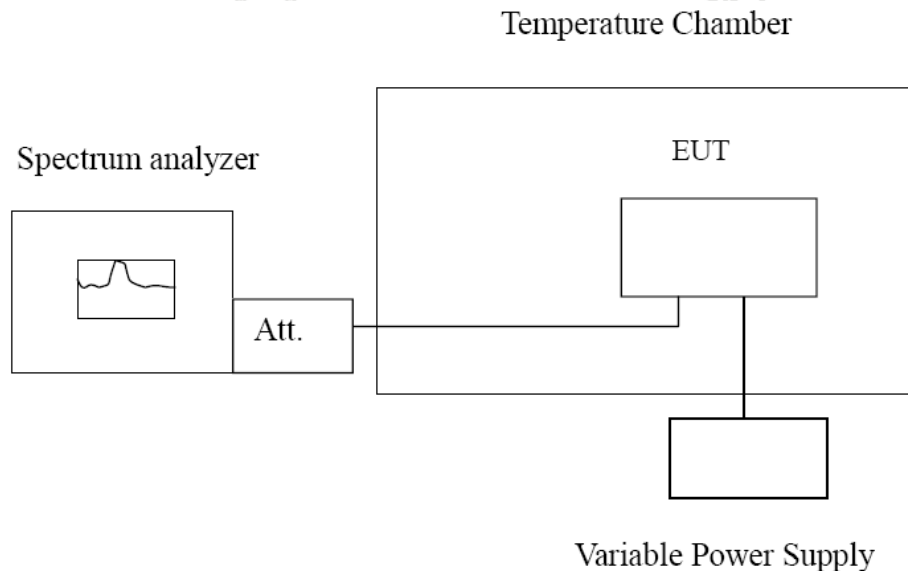 Temperature Chamber
EUT
Spectrum analyzer
Att.
Variable Power Supply